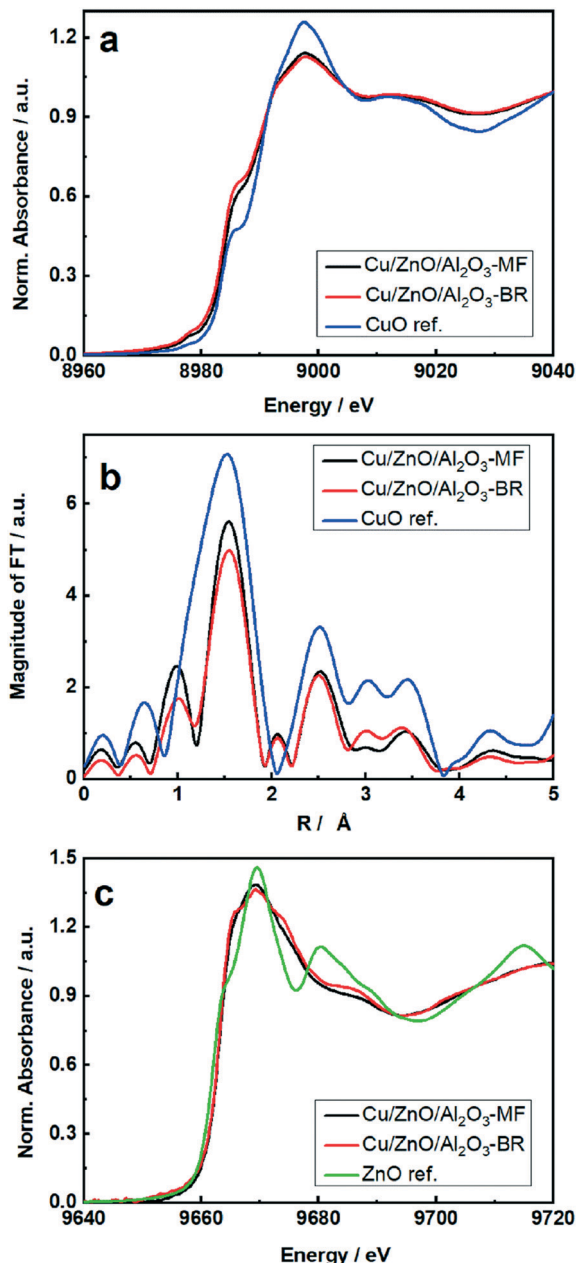 a
1.2
0.9
0.6
0.3
0.0
Norm. Absorbance / a.u.
Cu/ZnO/Al₂O₃-MF
Cu/ZnO/Al₂O₃-BR
CuO ref.
8960 8980 9000 9020 9040
Energy / eV
b
6
4
2
0
Magnitude of FT / a.u.
Cu/ZnO/Al₂O₃-MF
Cu/ZnO/Al₂O₃-BR
CuO ref.
0 1 2 3 4 5
R / Å
c
1.5
1.2
0.9
0.6
0.3
0.0
Norm. Absorbance / a.u.
Cu/ZnO/Al₂O₃-MF
Cu/ZnO/Al₂O₃-BR
ZnO ref.
9640 9660 9680 9700 9720
Energy / eV